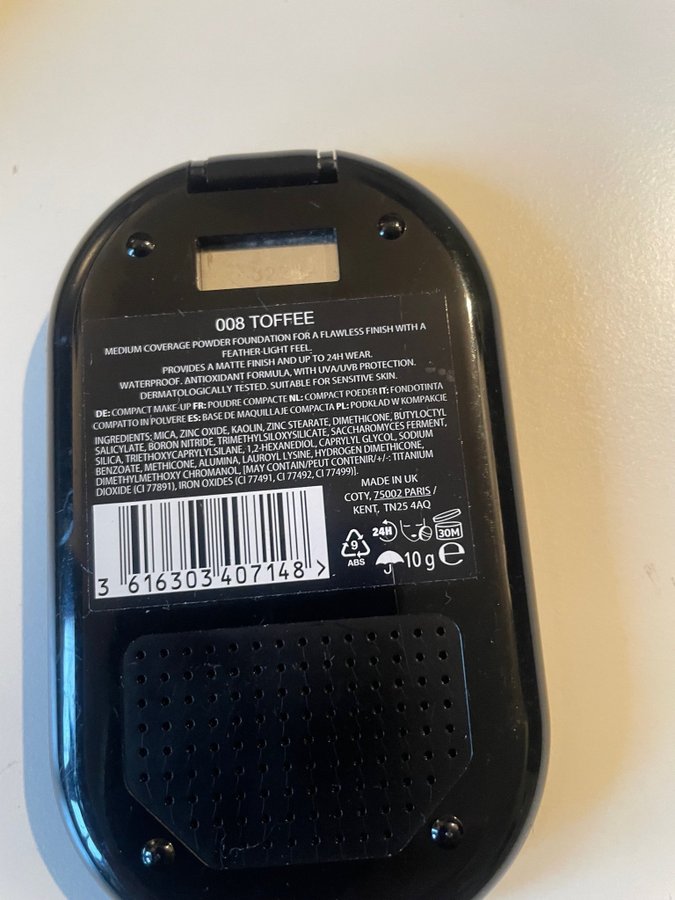 008 TOFFEE
MEDIUM COVERAGE POWDER FOUNDATION FOR A FLAWLESS FINISH WITH A
FEATHER-LIGHT FEEL.
PROVIDES A MATTE FINISH AND UP TO 24H WEAR.
WATERPROOF. ANTIOXIDANT FORMULA, WITH UVA/UVB PROTECTION.
DERMATOLOGICALLY TESTED. SUITABLE FOR SENSITIVE SKIN.
DE: COMPACT MAKE-UP FR: POUDRE COMPACTE NL: COMPACT POEDER IT: FONDOTINTA
COMPATTO IN POLVERE ES: BASE DE MAQUILLAJE COMPACTA PL: PODKŁAD W KOMPAKCIE
INGREDIENTS: MICA, ZINC OXIDE, KAOLIN, ZINC STEARATE, DIMETHICONE, BUTYLOCTYL
SALICYLATE, BORON NITRIDE, TRIMETHYLSILOXYSILICATE, SACCHAROMYCES FERMENT,
SILICA, TRIETHOXYCAPRYLYLSILANE, 1,2-HEXANEDIOL, CAPRYLYL GLYCOL, SODIUM
BENZOATE, METHICONE, ALUMINA, LAUROYL LYSINE, HYDROGEN DIMETHICONE,
DIMETHYLMETHOXY CHROMANOL, [MAY CONTAIN/PEUT CONTENIR/+/-: TITANIUM
DIOXIDE (CI 77891), IRON OXIDES (CI 77491, CI 77492, CI 77499)].
MADE IN UK
COTY, 75002 PARIS /
KENT, TN25 4AQ
24H
30M
9
ABS
10 g e
3 616303 407148 >